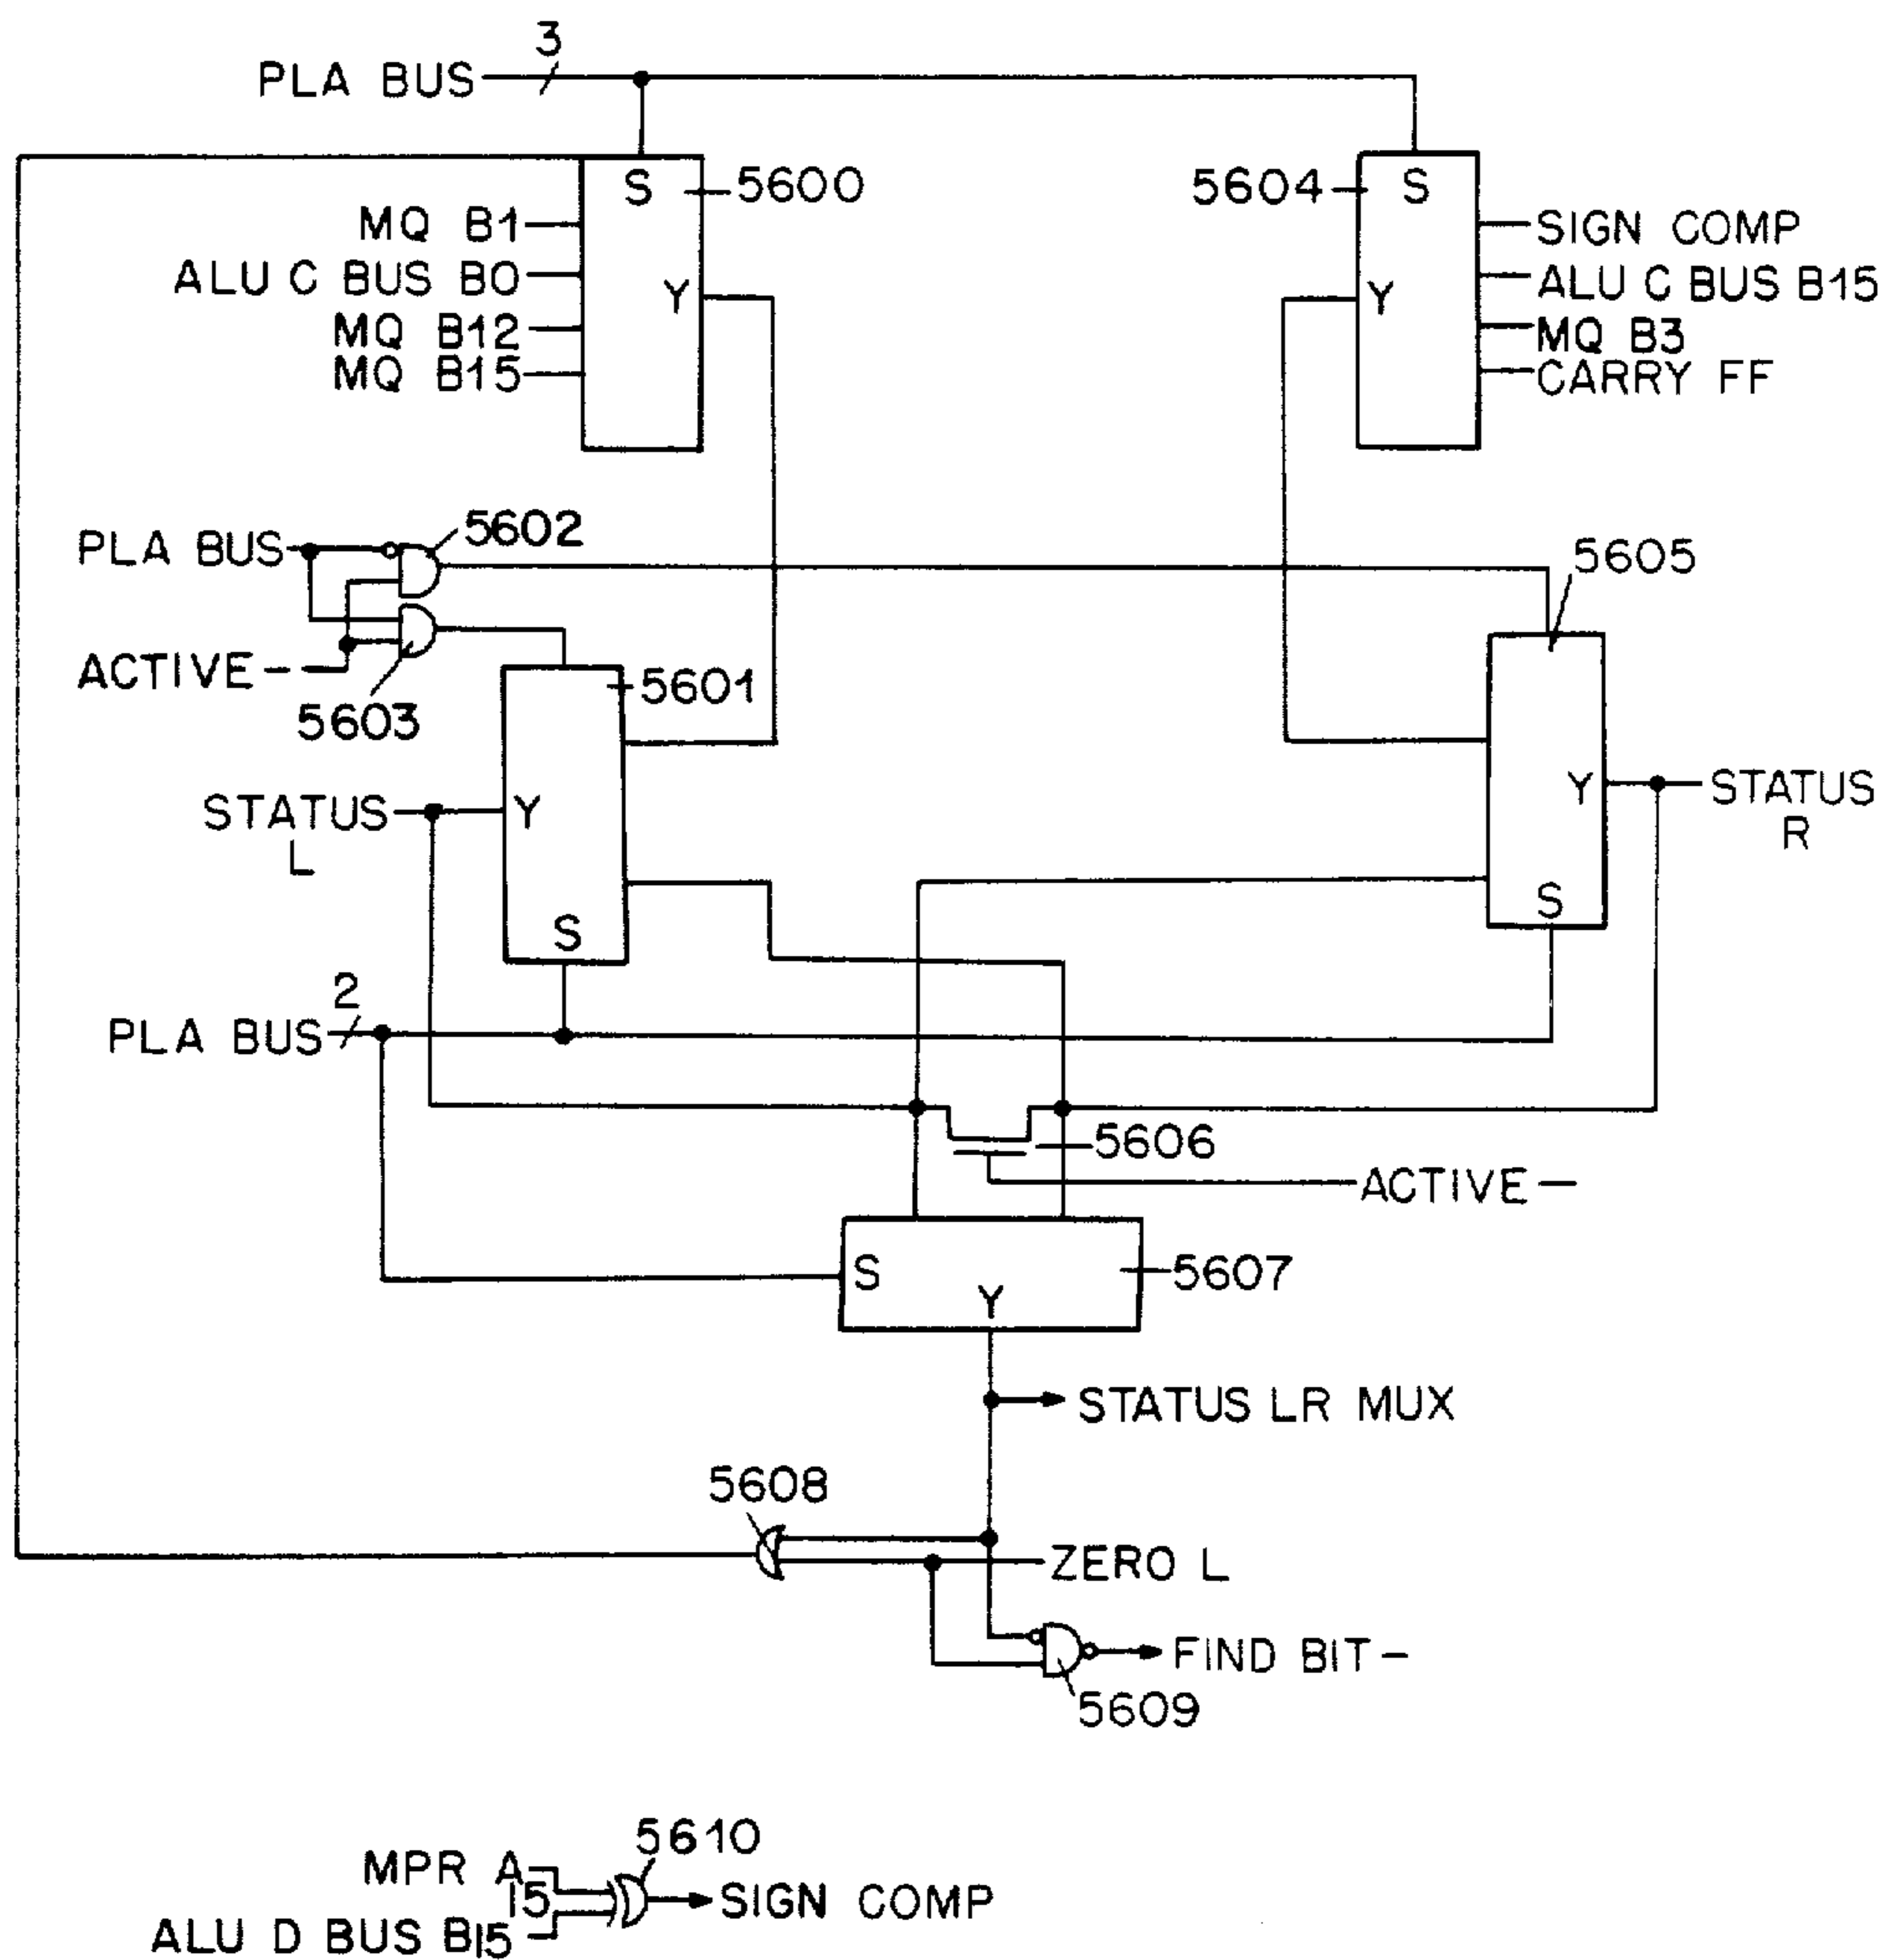 3
PLA BUS
S
5600
MQ B1
ALU C BUS B0
MQ B12
MQ B15
Y
5604
S
SIGN COMP
ALU C BUS B15
MQ B3
CARRY FF
Y
PLA BUS
5602
ACTIVE -
5603
5601
5605
STATUS
L
Y
S
Y
STATUS
R
S
2
PLA BUS
5606
ACTIVE -
S
Y
5607
STATUS LR MUX
5608
ZERO L
FIND BIT -
5609
5610
MPR A
15
SIGN COMP
ALU D BUS B15